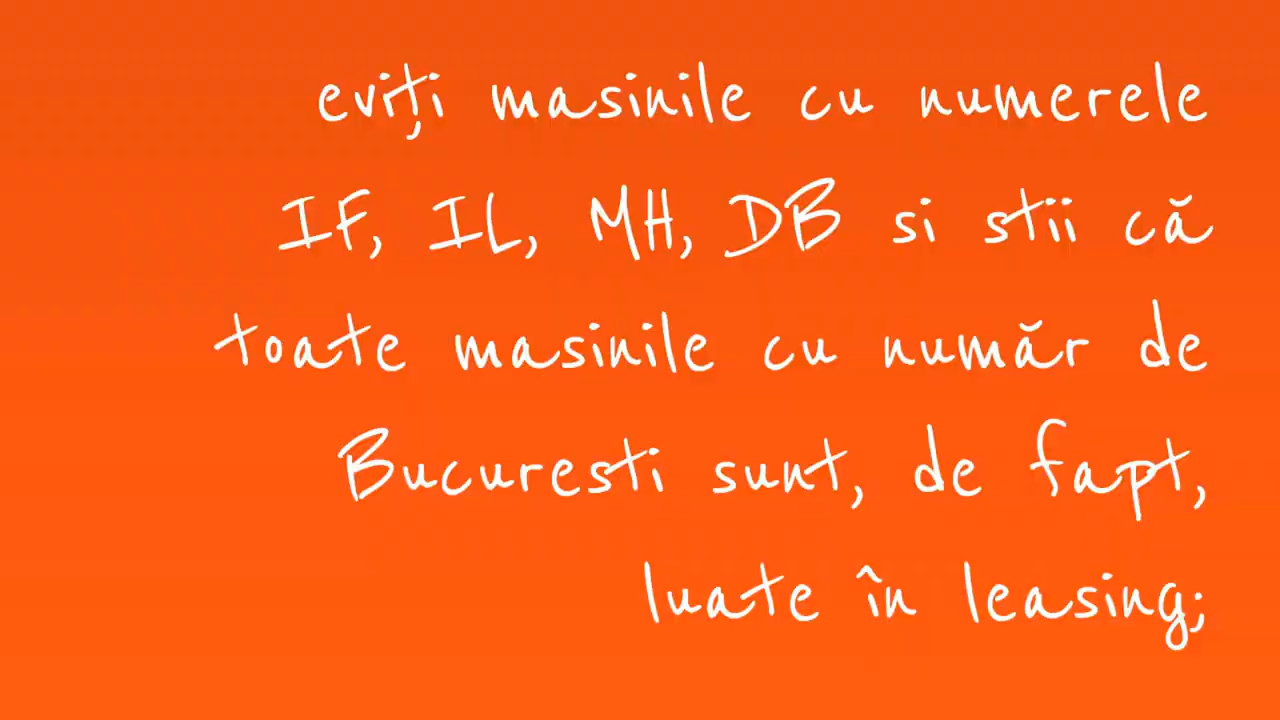 eviți masinile cu numerele
IF, IL, MH, DB si stii că
toate masinile cu număr de
Bucuresti sunt, de fapt,
luate în leasing;